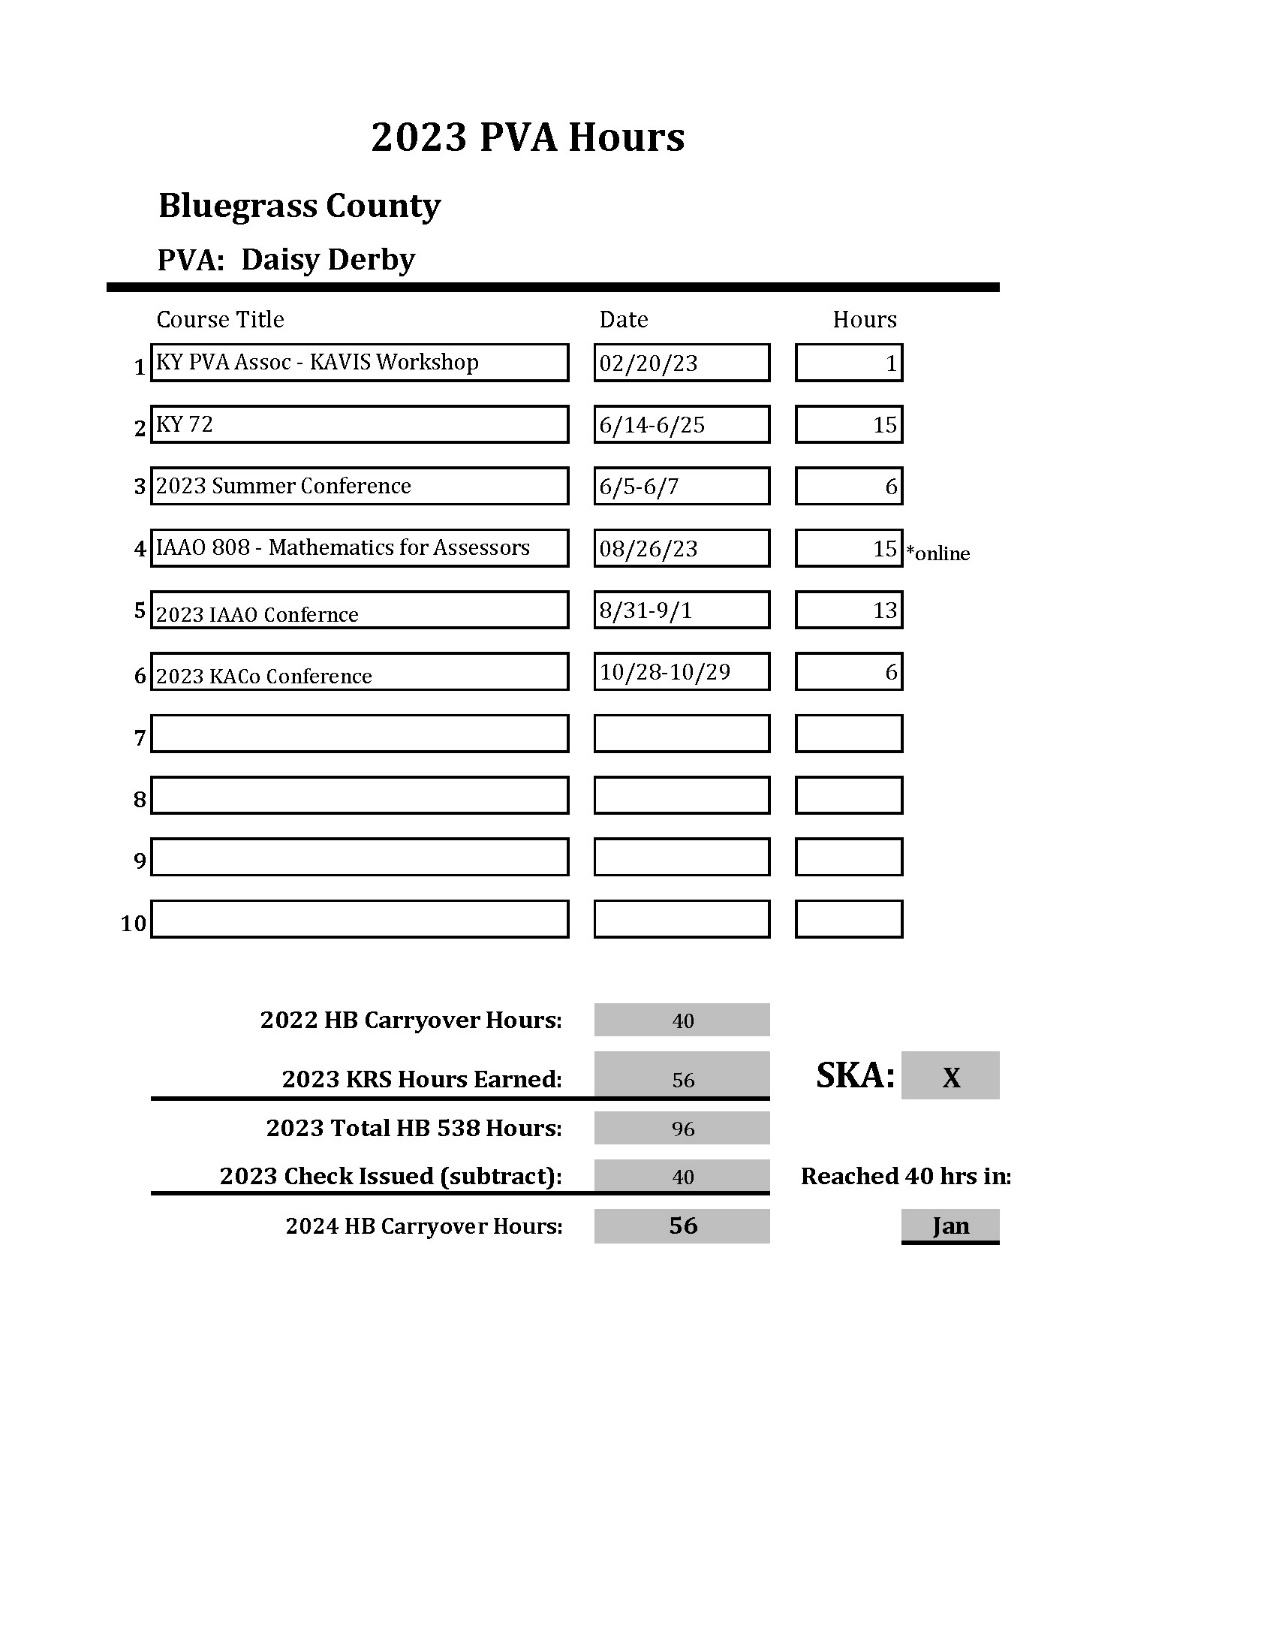 2023 PVA Hours
Bluegrass County
PVA: Daisy Derby
Course Title Date Hours
1 KY PVA Assoc - KAVIS Workshop 02/20/23 1
2 KY 72 6/14-6/25 15
3 2023 Summer Conference 6/5-6/7 6
4 IAAO 808 - Mathematics for Assessors 08/26/23 15 *online
5 2023 IAAO Confernce 8/31-9/1 13
6 2023 KACo Conference 10/28-10/29 6
7
8
9
10
2022 HB Carryover Hours: 40
2023 KRS Hours Earned: 56 SKA: X
2023 Total HB 538 Hours: 96
2023 Check Issued (subtract): 40 Reached 40 hrs in:
2024 HB Carryover Hours: 56 Jan